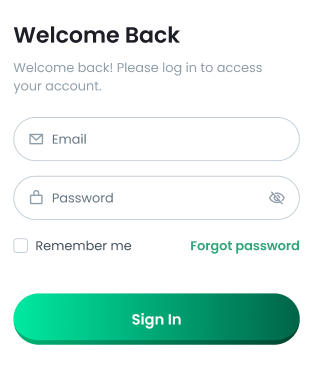 Welcome Back
Welcome back! Please log in to access
your account.
Email
Password
Remember me Forgot password
Sign In